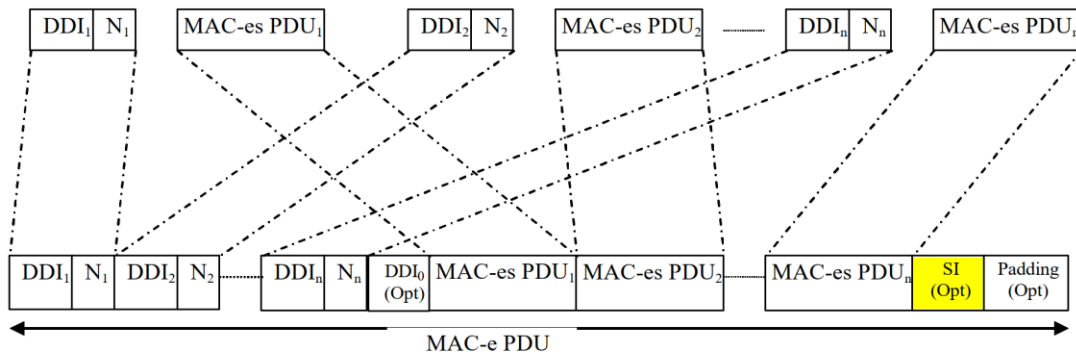 DDI₁ N₁ MAC-es PDU₁ DDI₂ N₂ MAC-es PDU₂ DDIₙ Nₙ MAC-es PDUₙ
DDI₁ N₁ DDI₂ N₂ DDIₙ Nₙ DDI₀ (Opt) MAC-es PDU₁ MAC-es PDU₂ MAC-es PDUₙ SI (Opt) Padding (Opt)
MAC-e PDU